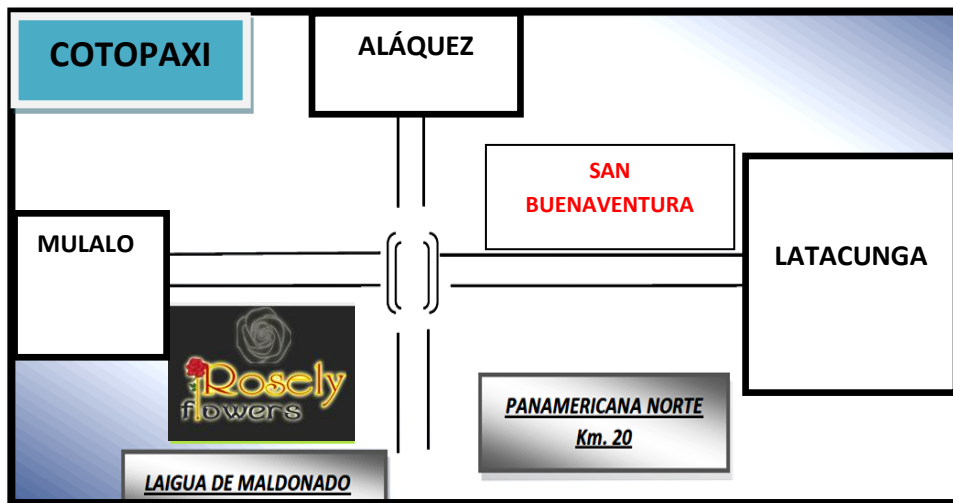 COTOPAXI
ALÁQUEZ
SAN
BUENAVENTURA
MULALO
LATACUNGA
Rosely
flowers
PANAMERICANA NORTE
Km. 20
LAIGUA DE MALDONADO